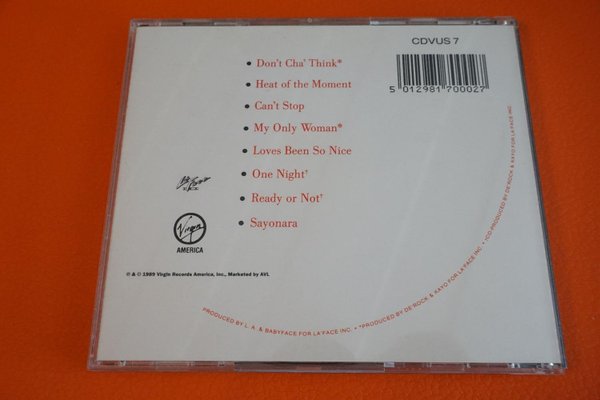 CDVUS 7
5 012981 700027
• Don't Cha' Think*
• Heat of the Moment
• Can't Stop
• My Only Woman*
• Loves Been So Nice
• One Night†
• Ready or Not†
• Sayonara
Virgin
AMERICA
℗ & © 1989 Virgin Records America, Inc., Marketed by AVL
PRODUCED BY L. A. & BABYFACE FOR LA'FACE INC. • *PRODUCED BY DE'ROCK & KAYO FOR LA'FACE INC. • †CO-PRODUCED BY DE'ROCK & KAYO FOR LA'FACE INC.